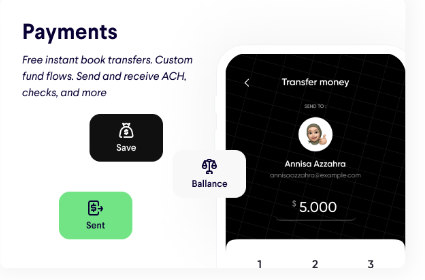 Payments
Free instant book transfers. Custom
fund flows. Send and receive ACH,
checks, and more
Save
Ballance
Sent
Transfer money
SEND TO :
Annisa Azzahra
annisaazzahra@example.com
$ 5.000
1 2 3